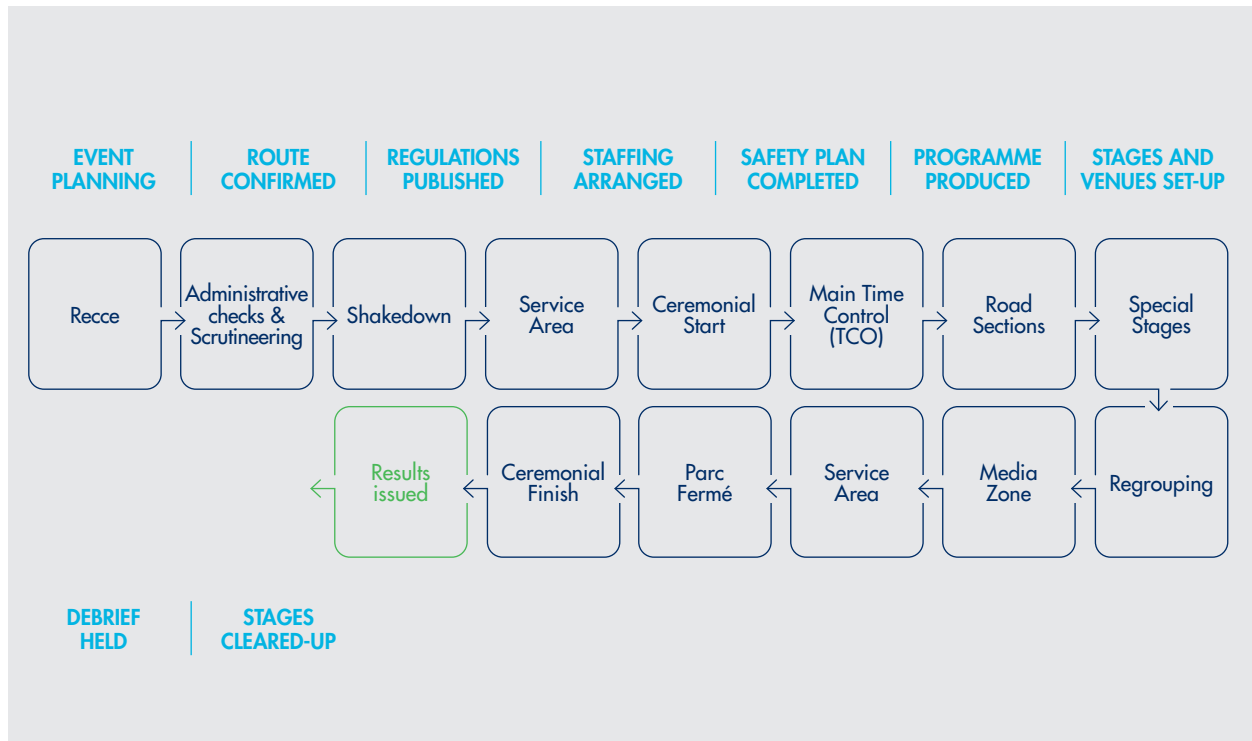 EVENT
PLANNING
ROUTE
CONFIRMED
REGULATIONS
PUBLISHED
STAFFING
ARRANGED
SAFETY PLAN
COMPLETED
PROGRAMME
PRODUCED
STAGES AND
VENUES SET-UP
Recce
Administrative
checks &
Scrutineering
Shakedown
Service
Area
Ceremonial
Start
Main Time
Control
(TCO)
Road
Sections
Special
Stages
Results
issued
Ceremonial
Finish
Parc
Fermé
Service
Area
Media
Zone
Regrouping
DEBRIEF
HELD
STAGES
CLEARED-UP